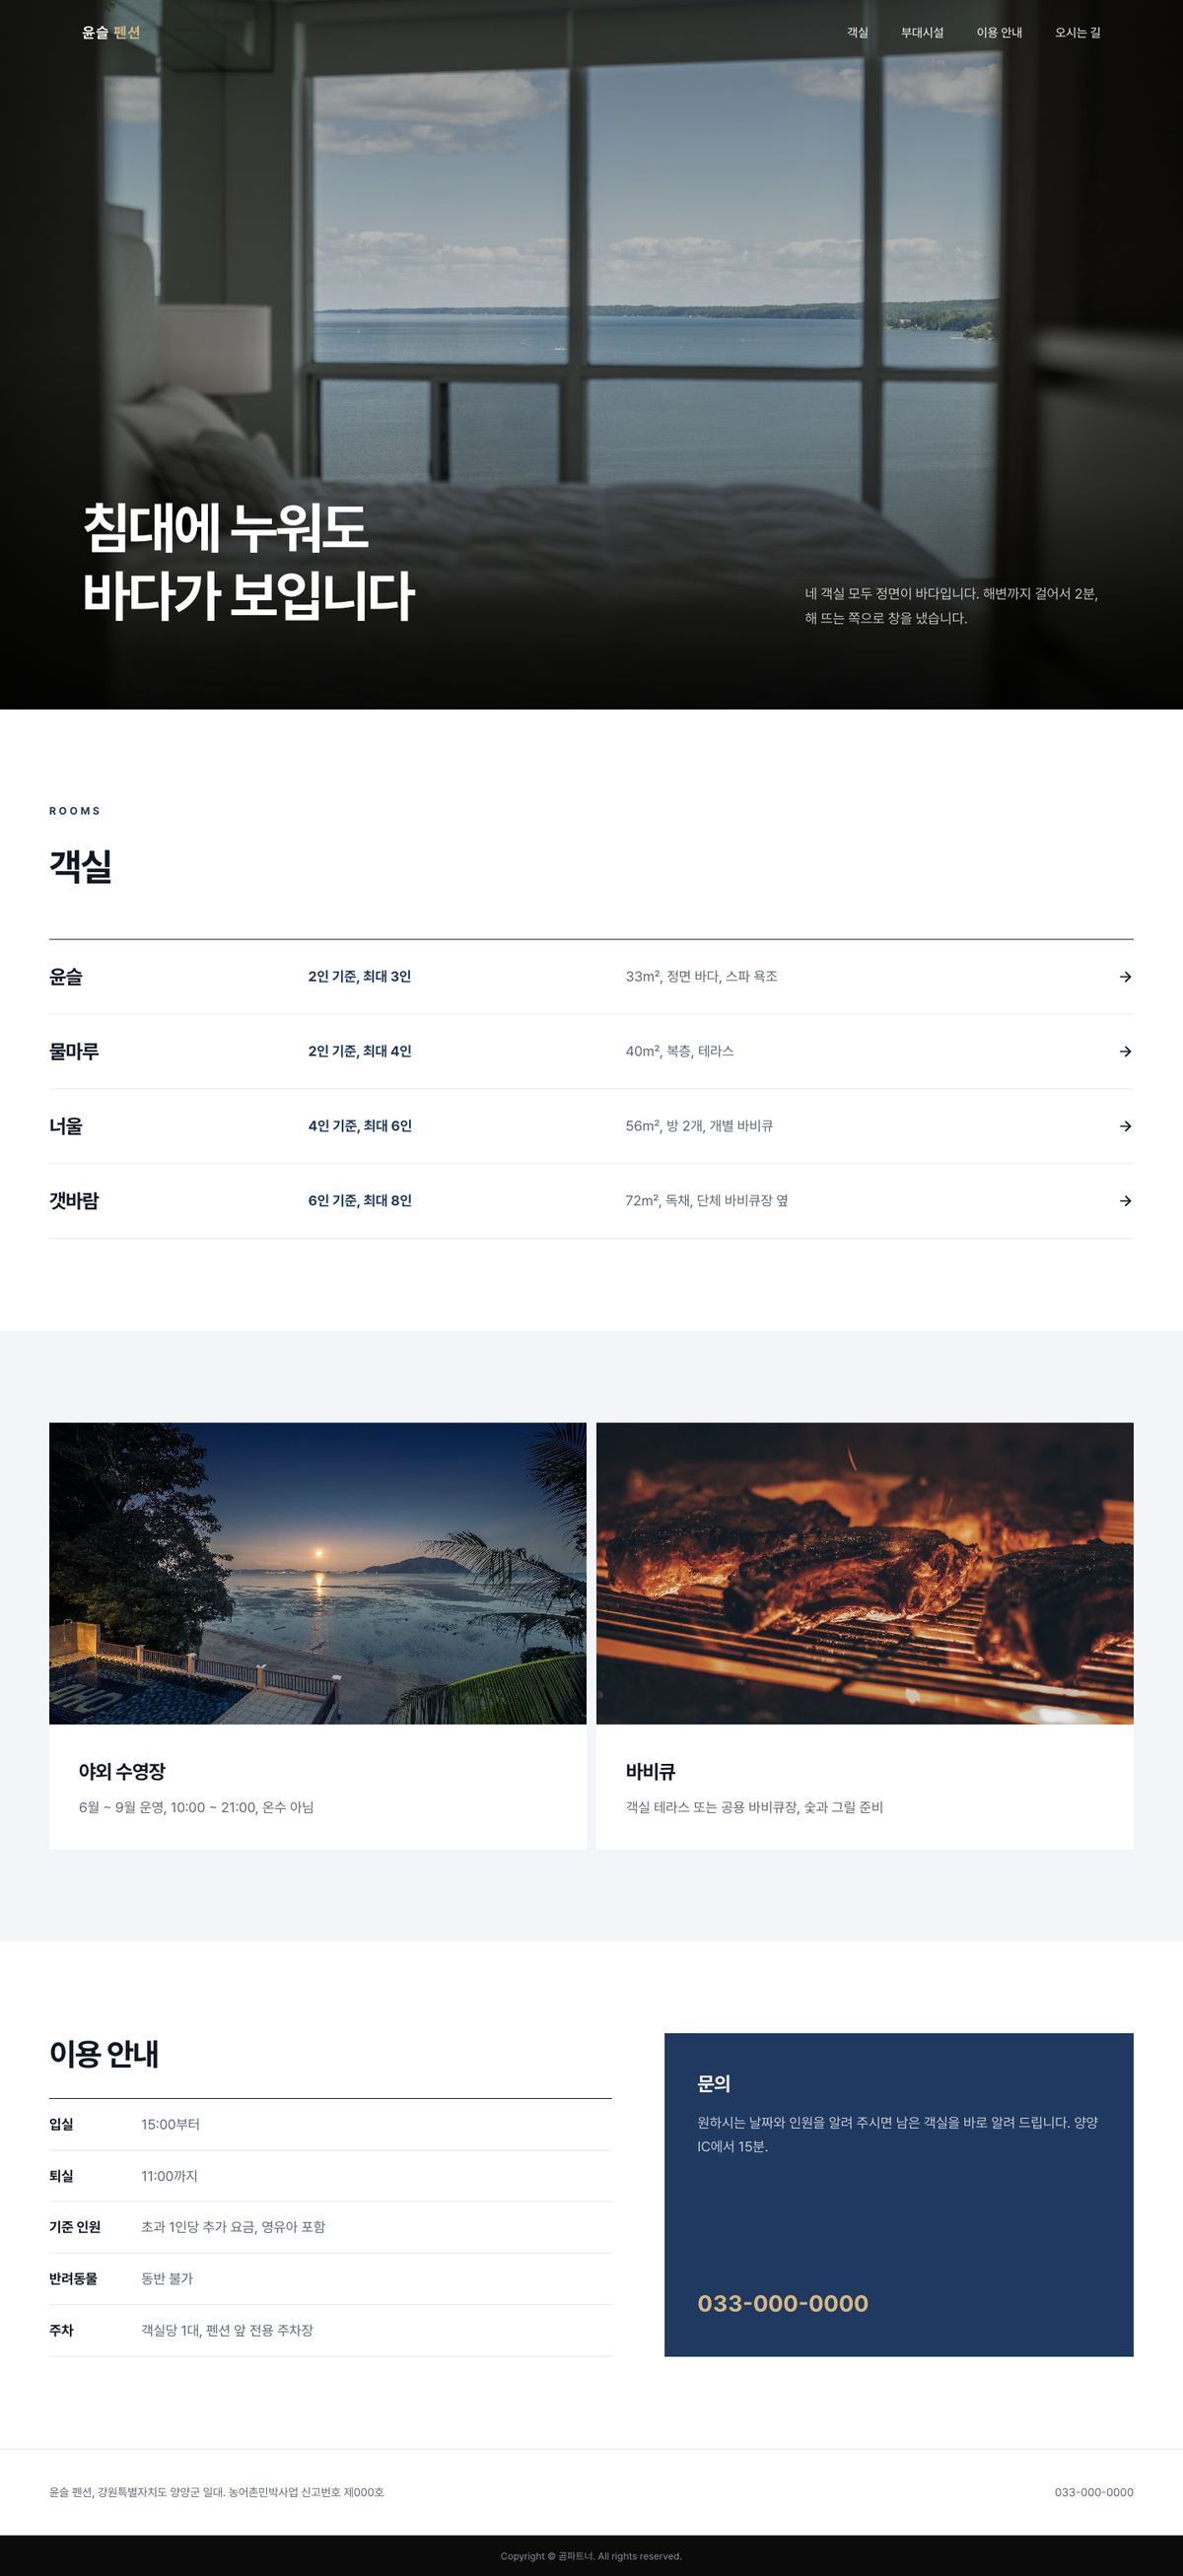 윤슬 펜션
객실
부대시설
이용 안내
오시는 길
침대에 누워도
바다가 보입니다
네 객실 모두 정면이 바다입니다. 해변까지 걸어서 2분,
해 뜨는 쪽으로 창을 냈습니다.
ROOMS
객실
윤슬
2인 기준, 최대 3인
33m², 정면 바다, 스파 욕조
물마루
2인 기준, 최대 4인
40m², 복층, 테라스
너울
4인 기준, 최대 6인
56m², 방 2개, 개별 바비큐
갯바람
6인 기준, 최대 8인
72m², 독채, 단체 바비큐장 옆
야외 수영장
6월 ~ 9월 운영, 10:00 ~ 21:00, 온수 아님
바비큐
객실 테라스 또는 공용 바비큐장, 숯과 그릴 준비
이용 안내
입실
15:00부터
퇴실
11:00까지
기준 인원
초과 1인당 추가 요금, 영유아 포함
반려동물
동반 불가
주차
객실당 1대, 펜션 앞 전용 주차장
문의
원하시는 날짜와 인원을 알려 주시면 남은 객실을 바로 알려 드립니다. 양양
IC에서 15분.
033-000-0000
윤슬 펜션, 강원특별자치도 양양군 일대. 농어촌민박사업 신고번호 제000호
033-000-0000
Copyright © 곰파트너. All rights reserved.